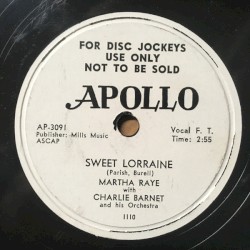 FOR DISC JOCKEYS
USE ONLY
NOT TO BE SOLD
APOLLO
AP-3091
Publisher: Mills Music
ASCAP
Vocal F. T.
Time: 2:55
SWEET LORRAINE
(Parish, Burell)
MARTHA RAYE
with
CHARLIE BARNET
and his Orchestra
1110